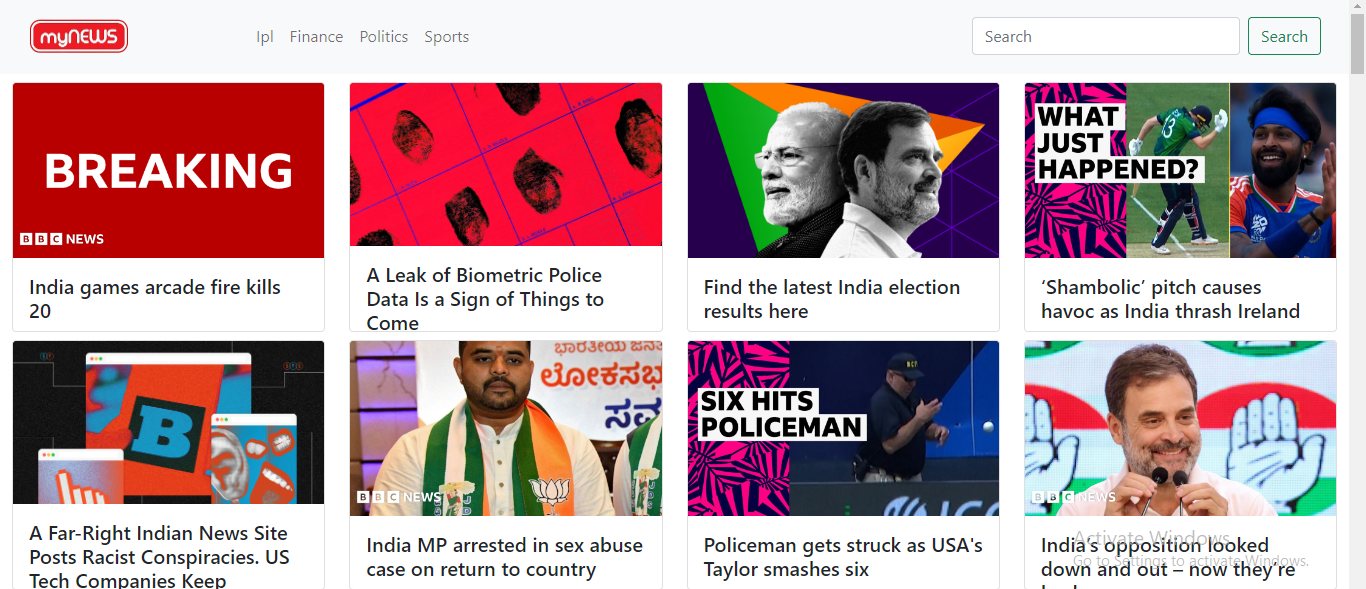 myNEWS
Ipl Finance Politics Sports
Search
Search
BREAKING
BBC NEWS
India games arcade fire kills
20
A Leak of Biometric Police
Data Is a Sign of Things to
Come
Find the latest India election
results here
WHAT
JUST
HAPPENED?
‘Shambolic’ pitch causes
havoc as India thrash Ireland
B
A Far-Right Indian News Site
Posts Racist Conspiracies. US
Tech Companies Keep
ಭಾರತೀಯ ಜನತ
ಲೋಕಸಭ
ಸವ
BBC NEWS
India MP arrested in sex abuse
case on return to country
SIX HITS
POLICEMAN
Policeman gets struck as USA's
Taylor smashes six
BBC NEWS
India's opposition looked
down and out – now they're
Activate Windows
Go to Settings to activate Windows.